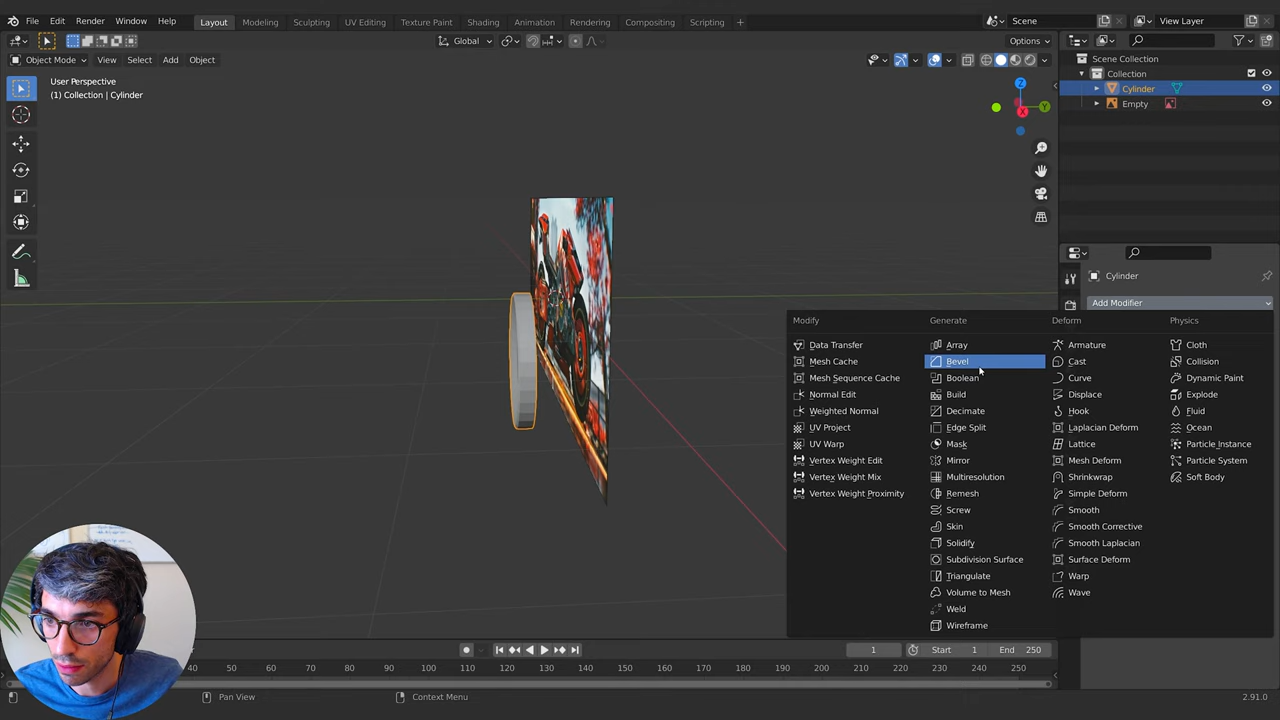 File Edit Render Window Help Layout Modeling Sculpting UV Editing Texture Paint Shading Animation Rendering Compositing Scripting + Scene View Layer
Global Options
Object Mode View Select Add Object
User Perspective
(1) Collection | Cylinder
Z
Y
X
Scene Collection
Collection
Cylinder
Empty
Cylinder
Add Modifier
Modify Generate Deform Physics
Data Transfer Array Armature Cloth
Mesh Cache Bevel Cast Collision
Mesh Sequence Cache Boolean Curve Dynamic Paint
Normal Edit Build Displace Explode
Weighted Normal Decimate Hook Fluid
UV Project Edge Split Laplacian Deform Ocean
UV Warp Mask Lattice Particle Instance
Vertex Weight Edit Mirror Mesh Deform Particle System
Vertex Weight Mix Multiresolution Shrinkwrap Soft Body
Vertex Weight Proximity Remesh Simple Deform
Screw Smooth
Skin Smooth Corrective
Solidify Smooth Laplacian
Subdivision Surface Surface Deform
Triangulate Warp
Volume to Mesh Wave
Weld
Wireframe
1 Start 1 End 250
40 50 60 70 80 90 100 110 120 130 140 150 160 170 180 190 200 210 220 230 240 250
Pan View Context Menu 2.91.0